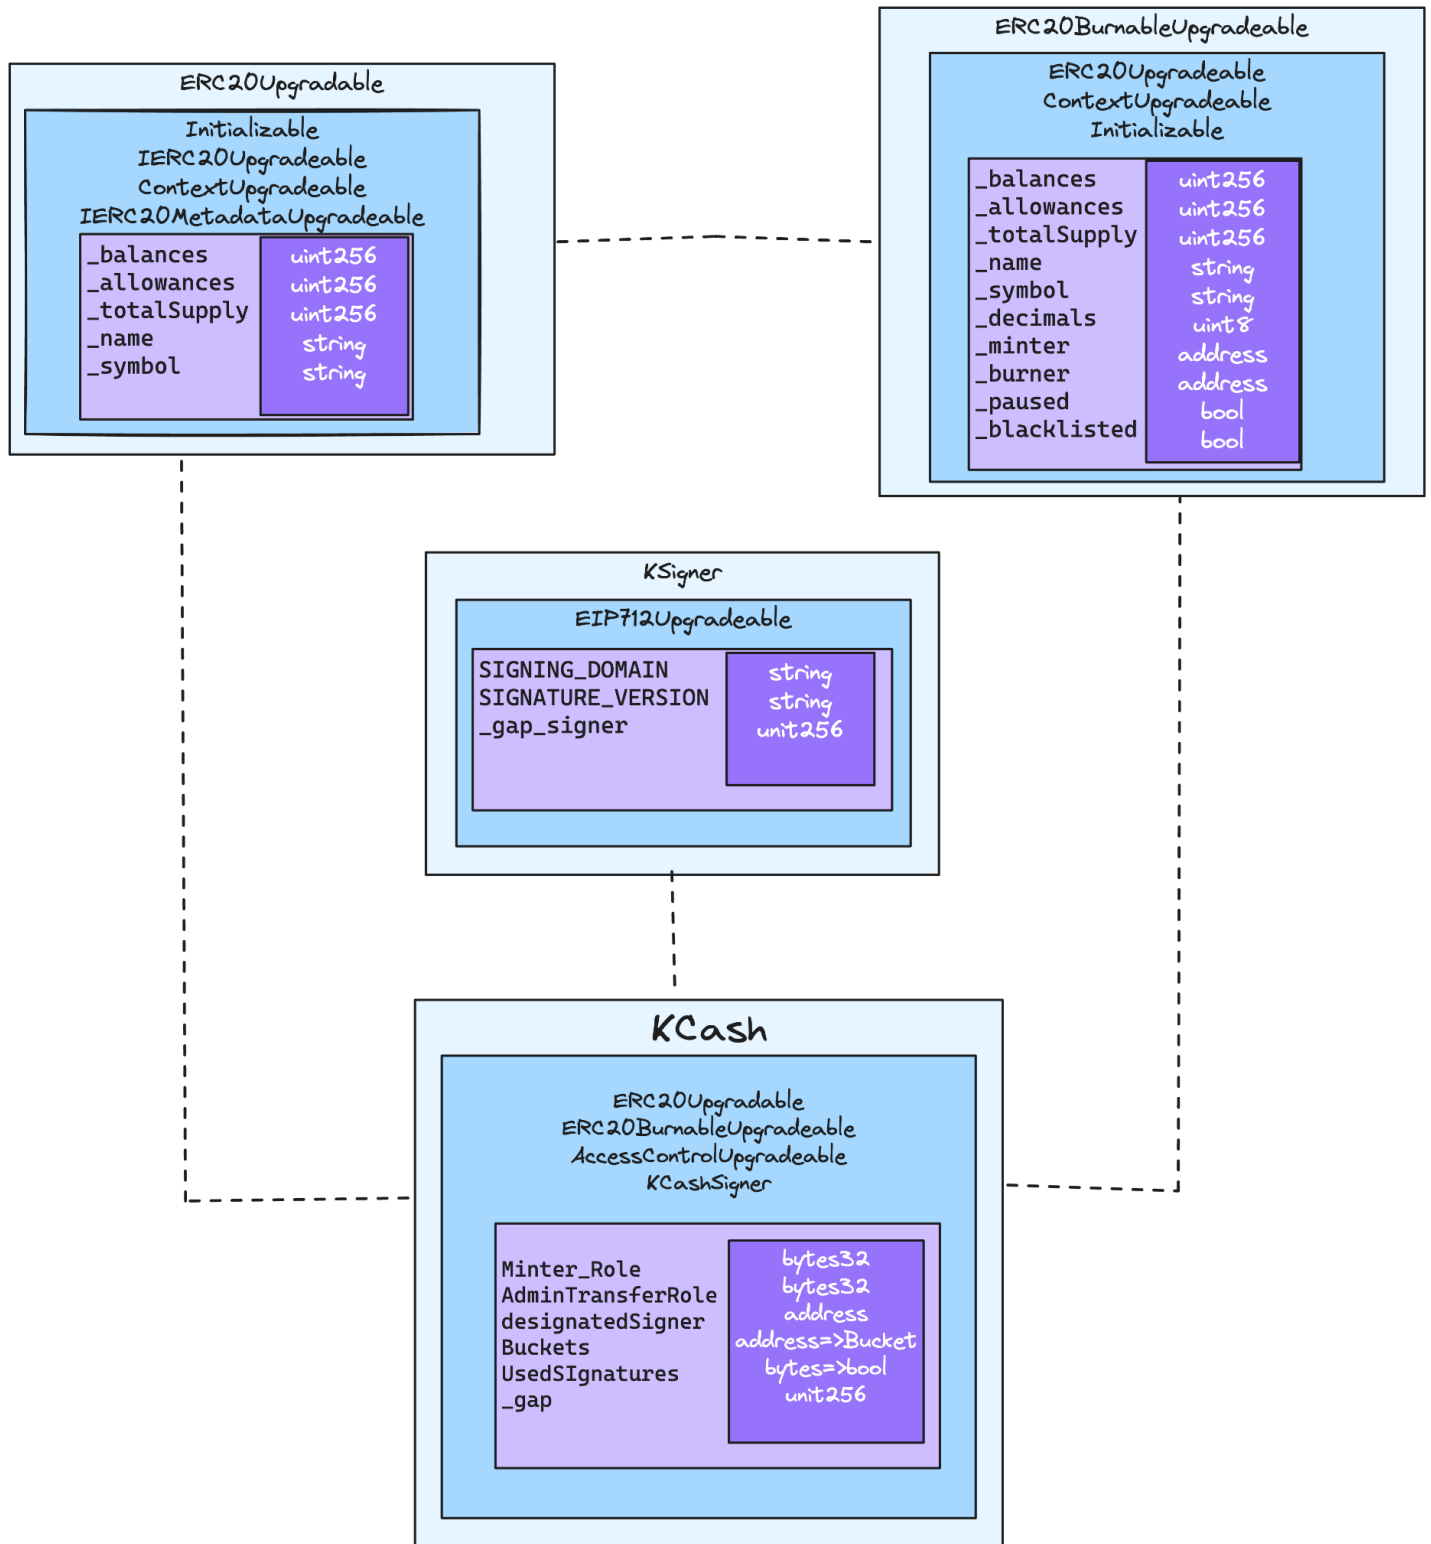 ERC20BurnableUpgradeable
ERC20Upgradeable
ContextUpgradeable
Initializable
_balances uint256
_allowances uint256
_totalSupply uint256
_name string
_symbol string
_decimals uint8
_minter address
_burner address
_paused bool
_blacklisted bool
ERC20Upgradable
Initializable
IERC20Upgradeable
ContextUpgradeable
IERC20MetadataUpgradeable
_balances uint256
_allowances uint256
_totalSupply uint256
_name string
_symbol string
KSigner
EIP712Upgradeable
SIGNING_DOMAIN string
SIGNATURE_VERSION string
_gap_signer unit256
KCash
ERC20Upgradable
ERC20BurnableUpgradeable
AccessControlUpgradeable
KCashSigner
Minter_Role bytes32
AdminTransferRole bytes32
designatedSigner address
Buckets address=>Bucket
UsedSIgnatures bytes=>bool
_gap unit256